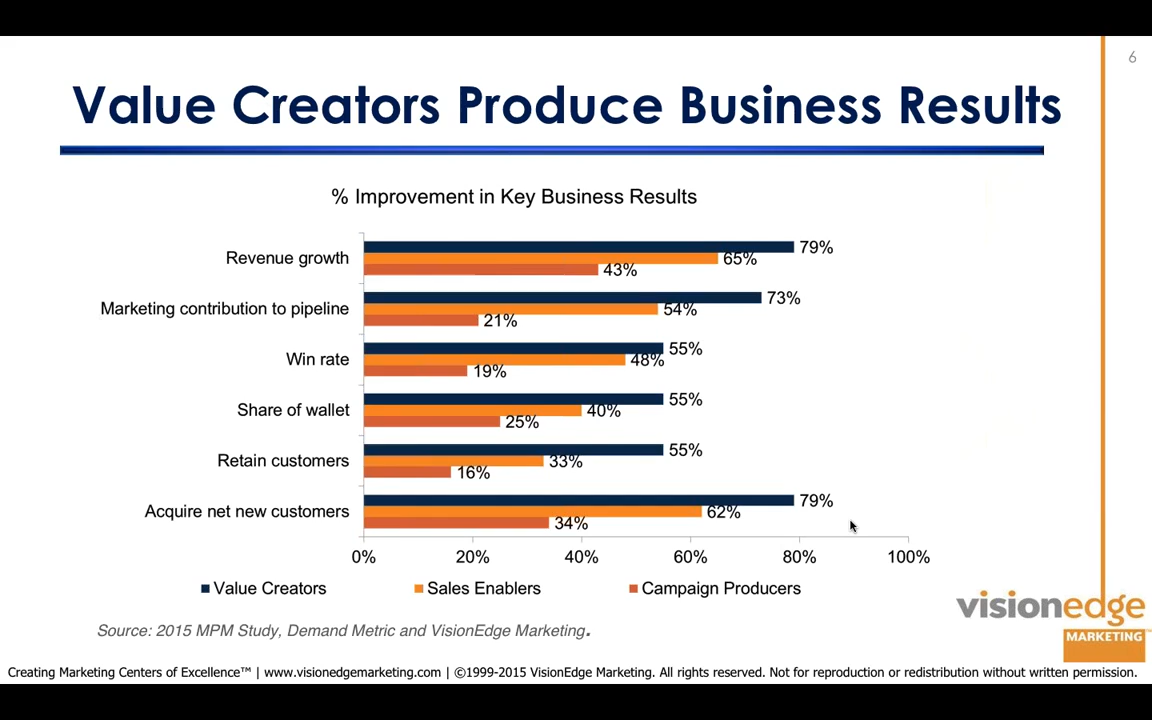 6
Value Creators Produce Business Results
% Improvement in Key Business Results
Revenue growth
79%
65%
43%
Marketing contribution to pipeline
73%
54%
21%
Win rate
55%
48%
19%
Share of wallet
55%
40%
25%
Retain customers
55%
33%
16%
Acquire net new customers
79%
62%
34%
0% 20% 40% 60% 80% 100%
Value Creators Sales Enablers Campaign Producers
Source: 2015 MPM Study, Demand Metric and VisionEdge Marketing.
visionedge
MARKETING™
Creating Marketing Centers of Excellence™ | www.visionedgemarketing.com | ©1999-2015 VisionEdge Marketing. All rights reserved. Not for reproduction or redistribution without written permission.